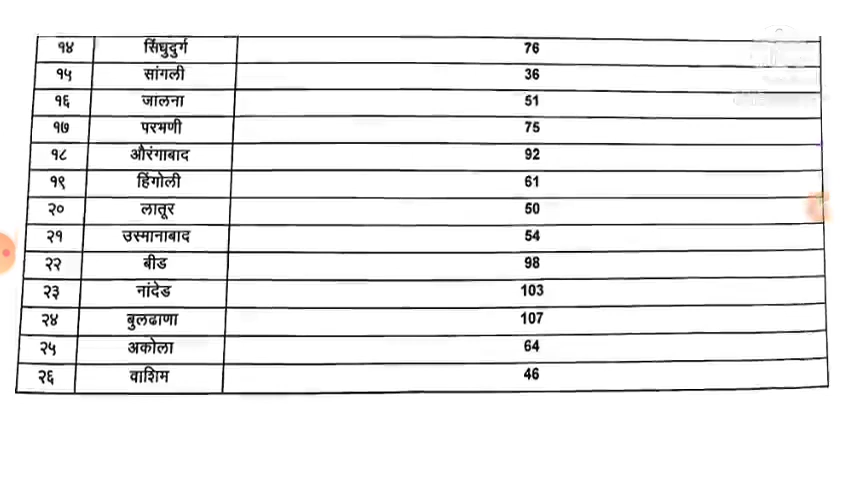 १४ सिंधुदुर्ग 76
१५ सांगली 36
१६ जालना 51
१७ परभणी 75
१८ औरंगाबाद 92
१९ हिंगोली 61
२० लातूर 50
२१ उस्मानाबाद 54
२२ बीड 98
२३ नांदेड 103
२४ बुलढाणा 107
२५ अकोला 64
२६ वाशिम 46